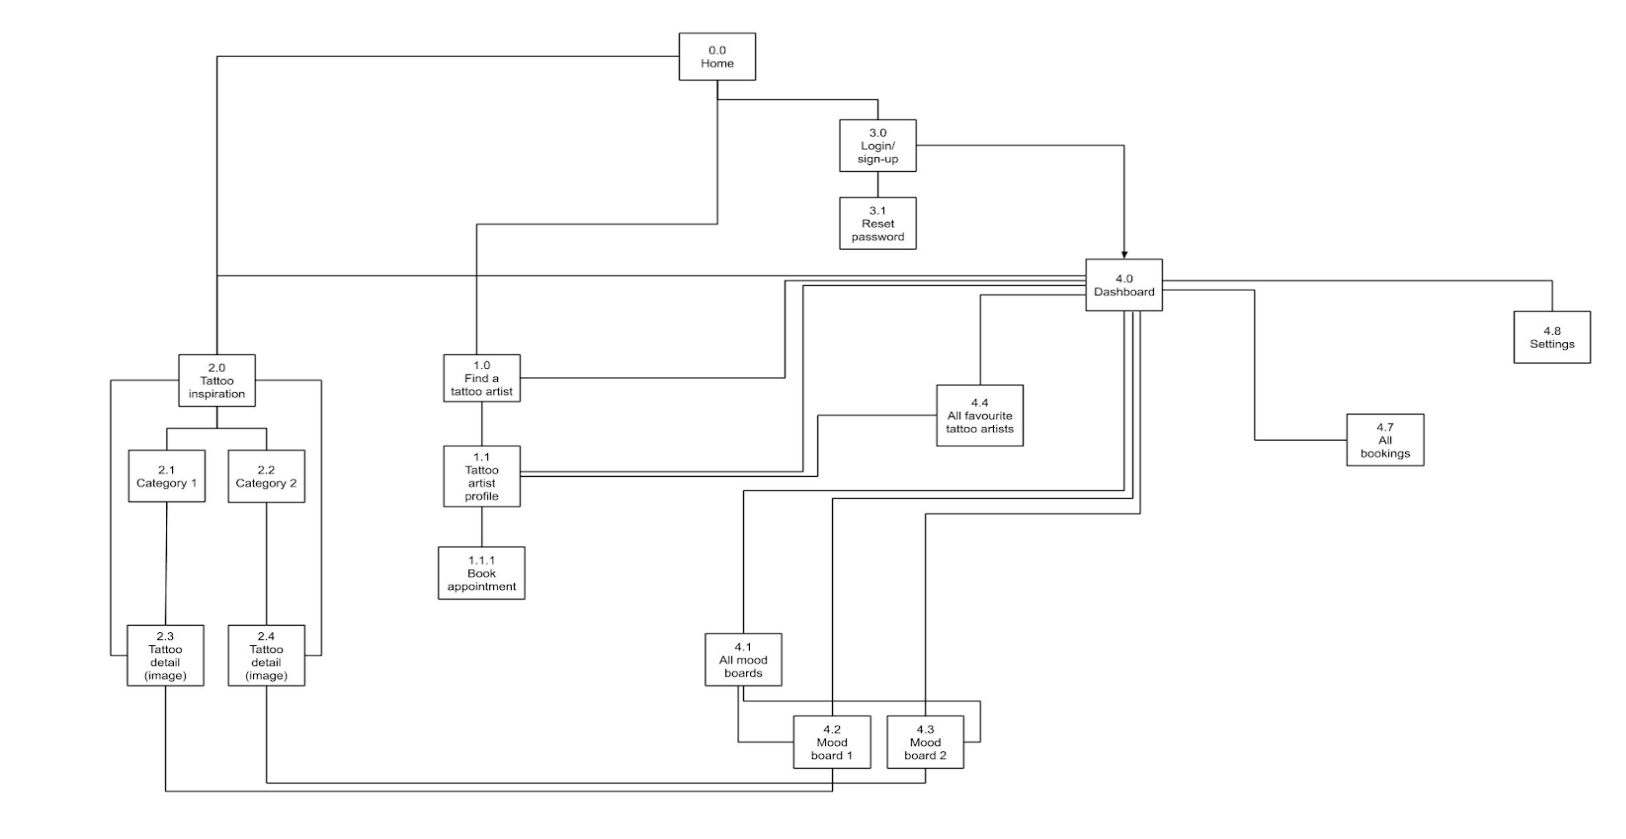 0.0
Home
3.0
Login/
sign-up
3.1
Reset
password
4.0
Dashboard
4.8
Settings
2.0
Tattoo
inspiration
1.0
Find a
tattoo artist
4.4
All favourite
tattoo artists
4.7
All
bookings
2.1
Category 1
2.2
Category 2
1.1
Tattoo
artist
profile
1.1.1
Book
appointment
2.3
Tattoo
detail
(image)
2.4
Tattoo
detail
(image)
4.1
All mood
boards
4.2
Mood
board 1
4.3
Mood
board 2